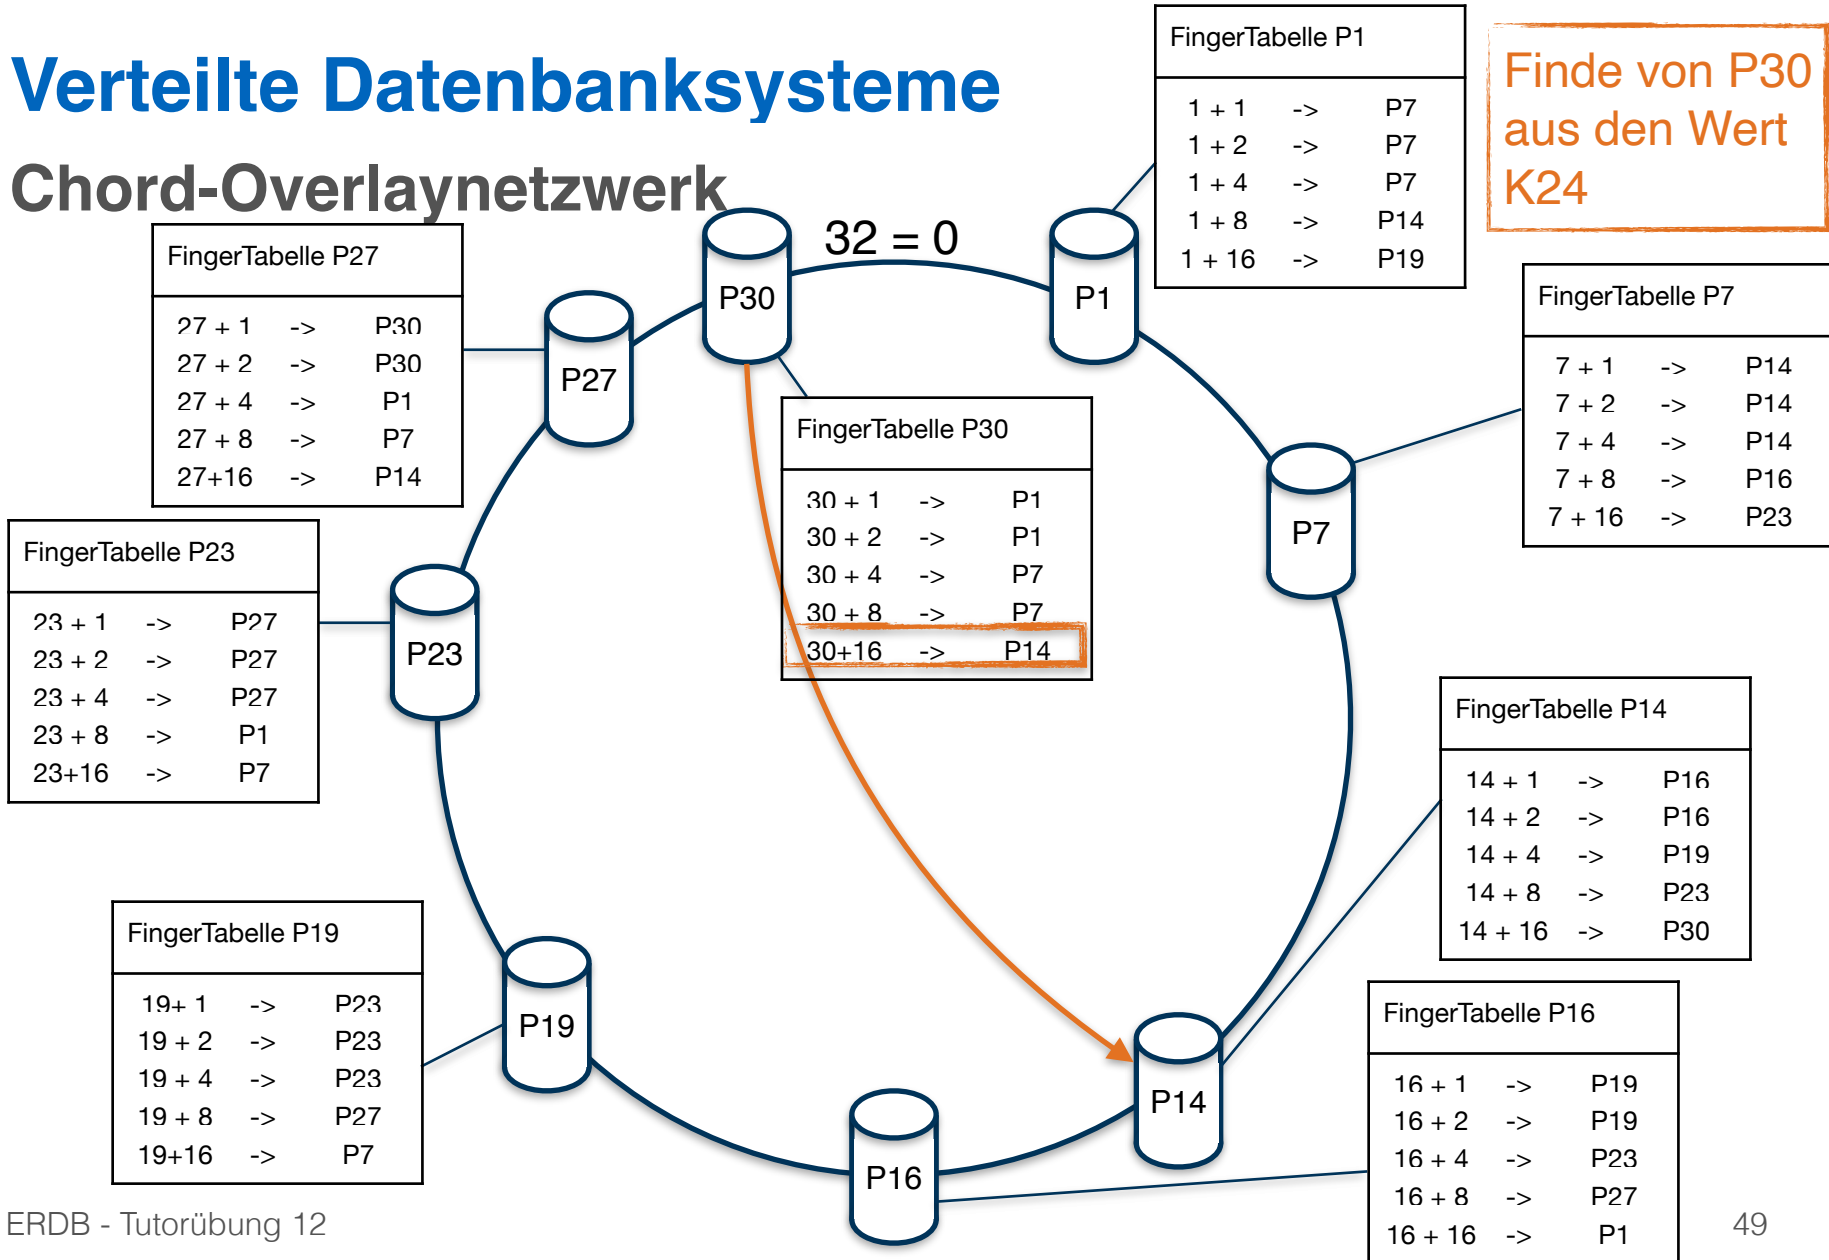 Verteilte Datenbanksysteme
Chord-Overlaynetzwerk
Finde von P30
aus den Wert
K24
32 = 0
FingerTabelle P1
1 + 1 -> P7
1 + 2 -> P7
1 + 4 -> P7
1 + 8 -> P14
1 + 16 -> P19
FingerTabelle P27
27 + 1 -> P30
27 + 2 -> P30
27 + 4 -> P1
27 + 8 -> P7
27+16 -> P14
P30
P1
FingerTabelle P7
7 + 1 -> P14
7 + 2 -> P14
7 + 4 -> P14
7 + 8 -> P16
7 + 16 -> P23
P27
FingerTabelle P30
30 + 1 -> P1
30 + 2 -> P1
30 + 4 -> P7
30 + 8 -> P7
30+16 -> P14
P7
FingerTabelle P23
23 + 1 -> P27
23 + 2 -> P27
23 + 4 -> P27
23 + 8 -> P1
23+16 -> P7
P23
FingerTabelle P14
14 + 1 -> P16
14 + 2 -> P16
14 + 4 -> P19
14 + 8 -> P23
14 + 16 -> P30
FingerTabelle P19
19+ 1 -> P23
19 + 2 -> P23
19 + 4 -> P23
19 + 8 -> P27
19+16 -> P7
P19
P14
P16
FingerTabelle P16
16 + 1 -> P19
16 + 2 -> P19
16 + 4 -> P23
16 + 8 -> P27
16 + 16 -> P1
ERDB - Tutorübung 12
49